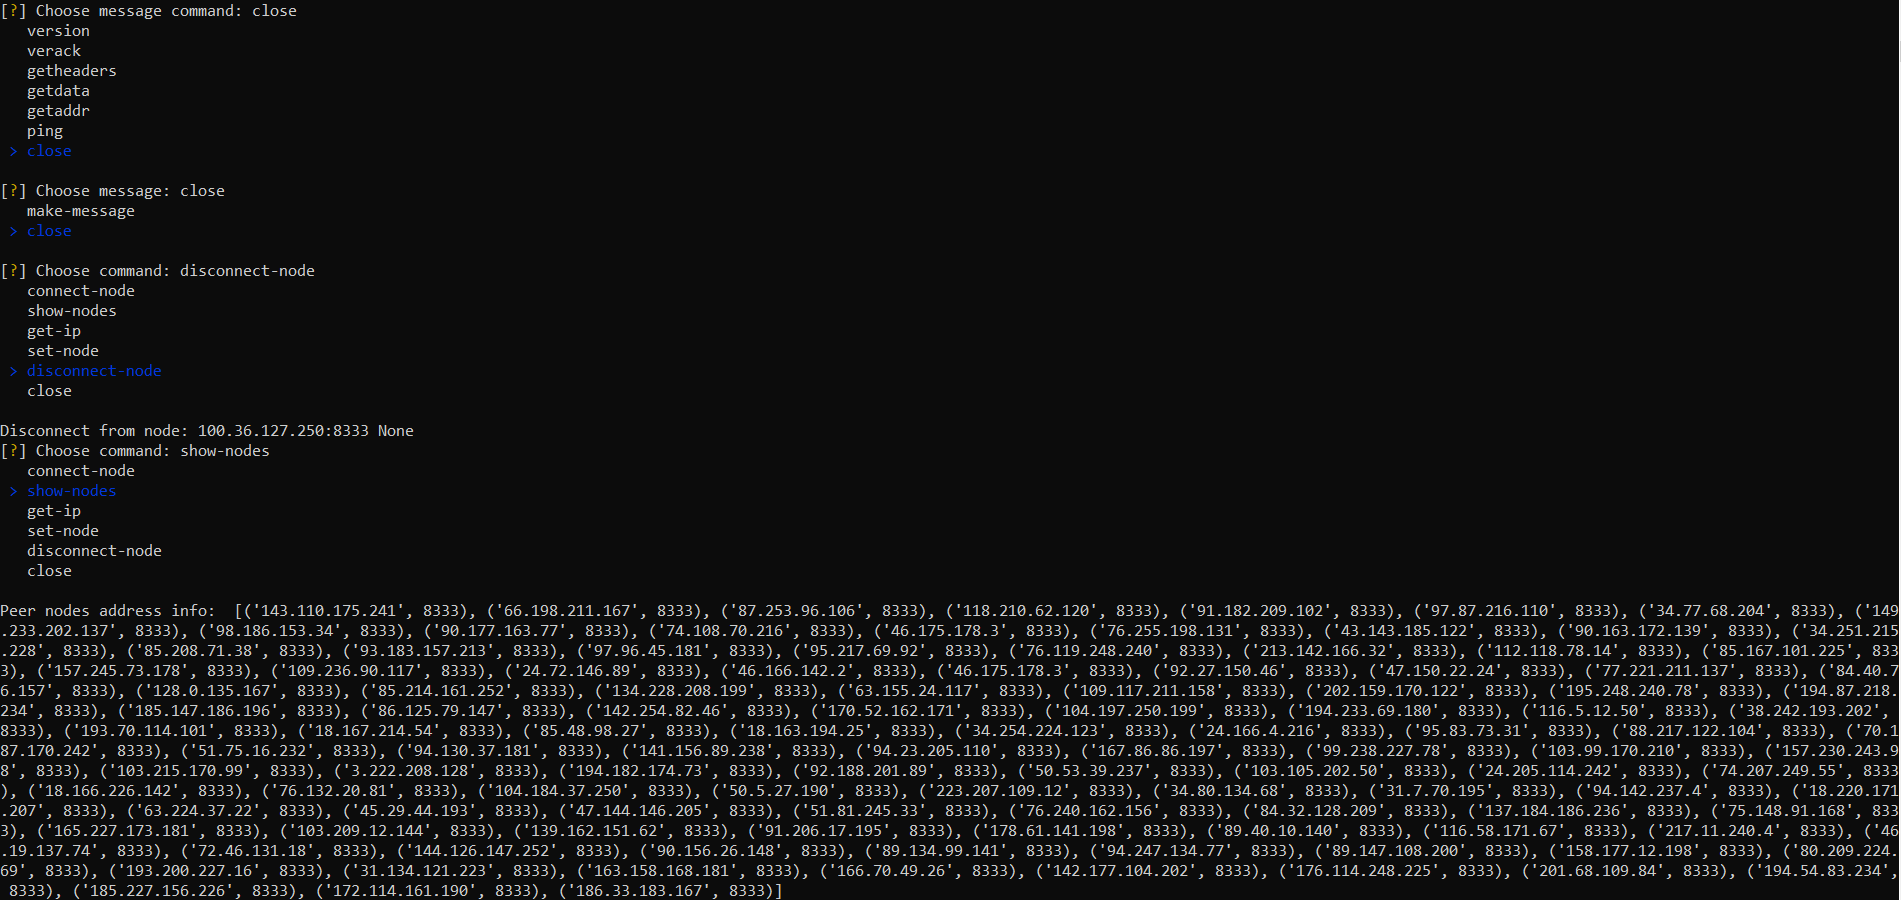 [?] Choose message command: close
version
verack
getheaders
getdata
getaddr
ping
> close
[?] Choose message: close
make-message
> close
[?] Choose command: disconnect-node
connect-node
show-nodes
get-ip
set-node
> disconnect-node
close
Disconnect from node: 100.36.127.250:8333 None
[?] Choose command: show-nodes
connect-node
> show-nodes
get-ip
set-node
disconnect-node
close
Peer nodes address info:  [('143.110.175.241', 8333), ('66.198.211.167', 8333), ('87.253.96.106', 8333), ('118.210.62.120', 8333), ('91.182.209.102', 8333), ('97.87.216.110', 8333), ('34.77.68.204', 8333), ('149
.233.202.137', 8333), ('98.186.153.34', 8333), ('90.177.163.77', 8333), ('74.108.70.216', 8333), ('46.175.178.3', 8333), ('76.255.198.131', 8333), ('43.143.185.122', 8333), ('90.163.172.139', 8333), ('34.251.215
.228', 8333), ('85.208.71.38', 8333), ('93.183.157.213', 8333), ('97.96.45.181', 8333), ('95.217.69.92', 8333), ('76.119.248.240', 8333), ('213.142.166.32', 8333), ('112.118.78.14', 8333), ('85.167.101.225', 833
3), ('157.245.73.178', 8333), ('109.236.90.117', 8333), ('24.72.146.89', 8333), ('46.166.142.2', 8333), ('46.175.178.3', 8333), ('92.27.150.46', 8333), ('47.150.22.24', 8333), ('77.221.211.137', 8333), ('84.40.7
6.157', 8333), ('128.0.135.167', 8333), ('85.214.161.252', 8333), ('134.228.208.199', 8333), ('63.155.24.117', 8333), ('109.117.211.158', 8333), ('202.159.170.122', 8333), ('195.248.240.78', 8333), ('194.87.218.
234', 8333), ('185.147.186.196', 8333), ('86.125.79.147', 8333), ('142.254.82.46', 8333), ('170.52.162.171', 8333), ('104.197.250.199', 8333), ('194.233.69.180', 8333), ('116.5.12.50', 8333), ('38.242.193.202',
8333), ('193.70.114.101', 8333), ('18.167.214.54', 8333), ('85.48.98.27', 8333), ('18.163.194.25', 8333), ('34.254.224.123', 8333), ('24.166.4.216', 8333), ('95.83.73.31', 8333), ('88.217.122.104', 8333), ('70.1
87.170.242', 8333), ('51.75.16.232', 8333), ('94.130.37.181', 8333), ('141.156.89.238', 8333), ('94.23.205.110', 8333), ('167.86.86.197', 8333), ('99.238.227.78', 8333), ('103.99.170.210', 8333), ('157.230.243.9
8', 8333), ('103.215.170.99', 8333), ('3.222.208.128', 8333), ('194.182.174.73', 8333), ('92.188.201.89', 8333), ('50.53.39.237', 8333), ('103.105.202.50', 8333), ('24.205.114.242', 8333), ('74.207.249.55', 8333
), ('18.166.226.142', 8333), ('76.132.20.81', 8333), ('104.184.37.250', 8333), ('50.5.27.190', 8333), ('223.207.109.12', 8333), ('34.80.134.68', 8333), ('31.7.70.195', 8333), ('94.142.237.4', 8333), ('18.220.171
.207', 8333), ('63.224.37.22', 8333), ('45.29.44.193', 8333), ('47.144.146.205', 8333), ('51.81.245.33', 8333), ('76.240.162.156', 8333), ('84.32.128.209', 8333), ('137.184.186.236', 8333), ('75.148.91.168', 833
3), ('165.227.173.181', 8333), ('103.209.12.144', 8333), ('139.162.151.62', 8333), ('91.206.17.195', 8333), ('178.61.141.198', 8333), ('89.40.10.140', 8333), ('116.58.171.67', 8333), ('217.11.240.4', 8333), ('46
.19.137.74', 8333), ('72.46.131.18', 8333), ('144.126.147.252', 8333), ('90.156.26.148', 8333), ('89.134.99.141', 8333), ('94.247.134.77', 8333), ('89.147.108.200', 8333), ('158.177.12.198', 8333), ('80.209.224.
69', 8333), ('193.200.227.16', 8333), ('31.134.121.223', 8333), ('163.158.168.181', 8333), ('166.70.49.26', 8333), ('142.177.104.202', 8333), ('176.114.248.225', 8333), ('201.68.109.84', 8333), ('194.54.83.234',
8333), ('185.227.156.226', 8333), ('172.114.161.190', 8333), ('186.33.183.167', 8333)]